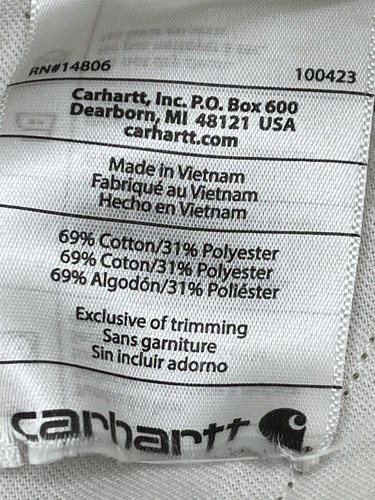 RN#14806 100423
Carhartt, Inc. P.O. Box 600
Dearborn, MI 48121 USA
carhartt.com
Made in Vietnam
Fabriqué au Vietnam
Hecho en Vietnam
69% Cotton/31% Polyester
69% Coton/31% Polyester
69% Algodón/31% Poliéster
Exclusive of trimming
Sans garniture
Sin incluir adorno
carhartt